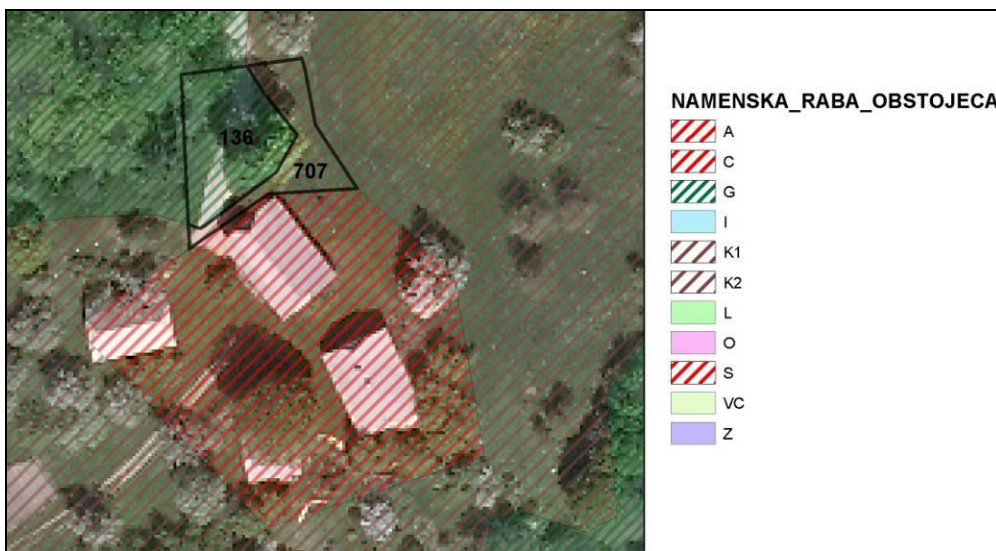 136
707
NAMENSKA_RABA_OBSTOJECA
A
C
G
I
K1
K2
L
O
S
VC
Z